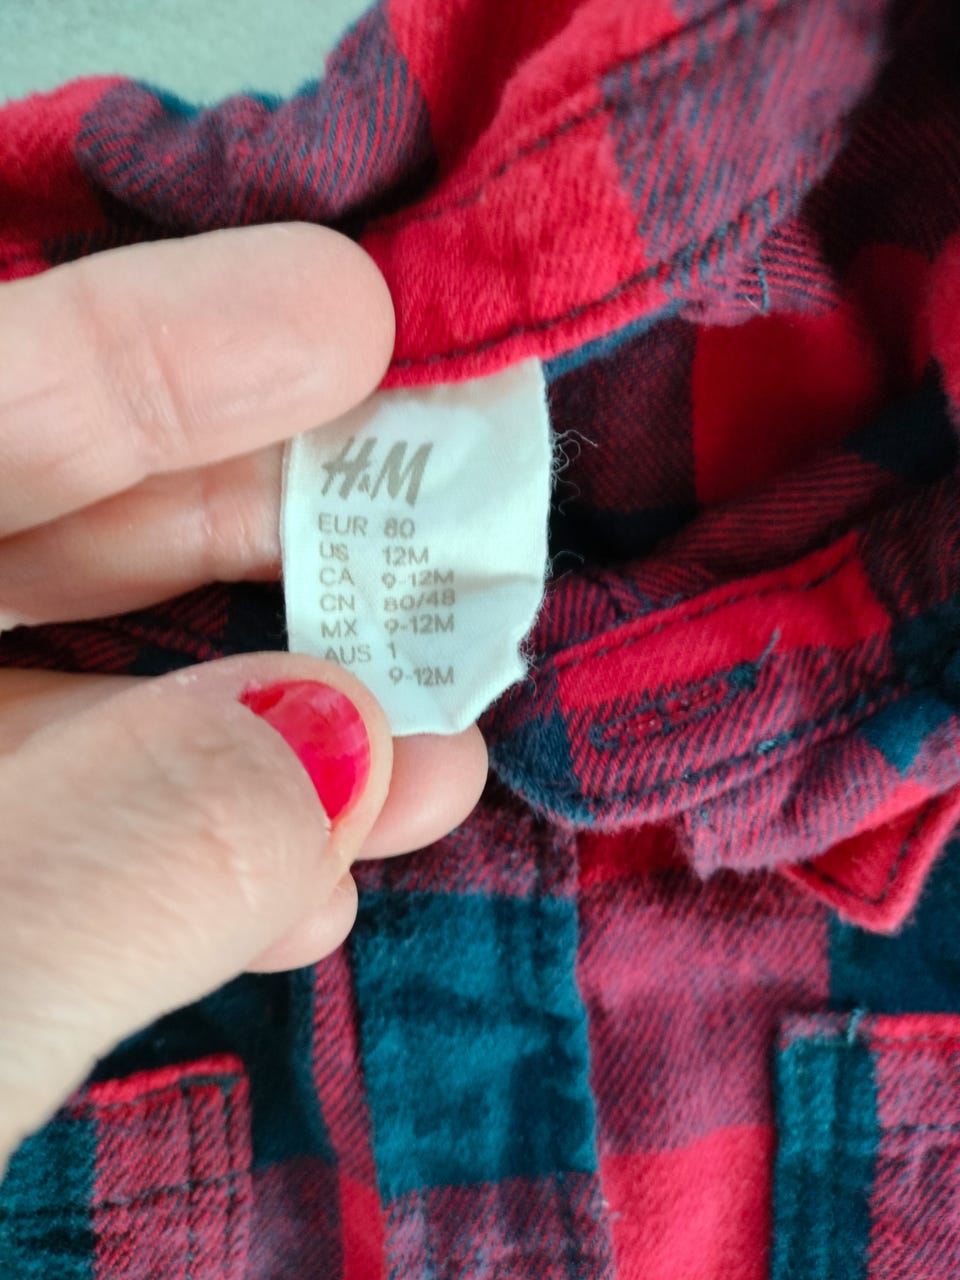 H&M
EUR 80
US 12M
CA 9-12M
CN 80/48
MX 9-12M
AUS 1
9-12M